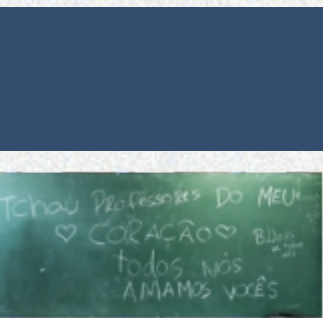 Tchau Professores Do MEU
♡ CORAÇÃO ♡
todos nós
AMAMOS VOCÊS